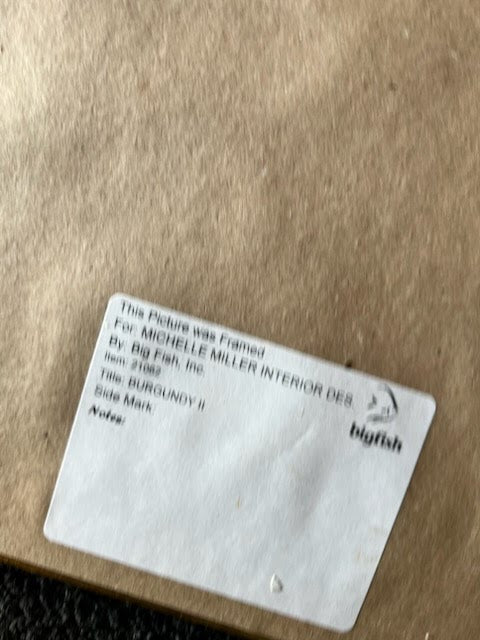 This Picture was Framed
For: MICHELLE MILLER INTERIOR DES.
By: Big Fish, Inc.
Item: 21062
Title: BURGUNDY II
Side Mark:
Notes:
bigfish